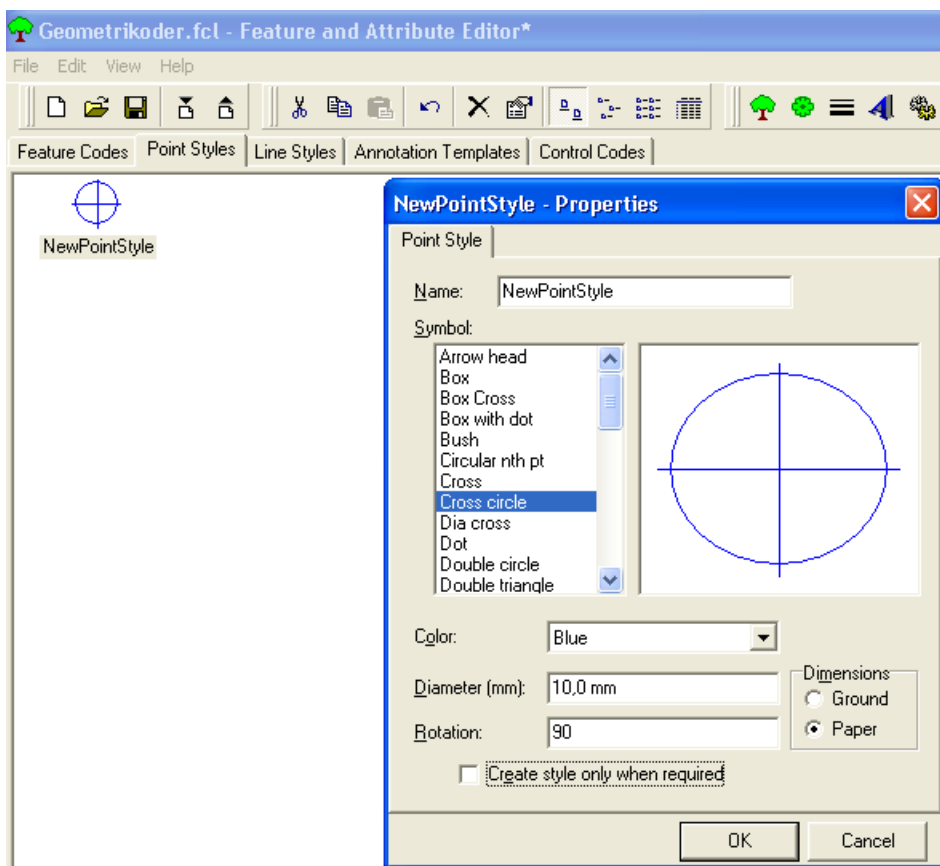 Geometrikoder.fcl - Feature and Attribute Editor*
File Edit View Help
Feature Codes Point Styles Line Styles Annotation Templates Control Codes
NewPointStyle
NewPointStyle - Properties
Point Style
Name: NewPointStyle
Symbol:
Arrow head
Box
Box Cross
Box with dot
Bush
Circular nth pt
Cross
Cross circle
Dia cross
Dot
Double circle
Double triangle
Color: Blue
Diameter (mm): 10,0 mm
Rotation: 90
Dimensions
Ground
Paper
Create style only when required
OK Cancel